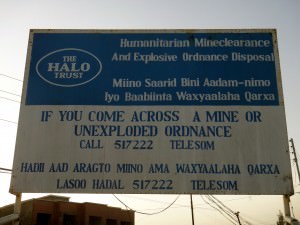 THE
HALO
TRUST
Humanitarian Mineclearance
And Explosive Ordnance Disposal
Miino Saarid Bini Aadam-nimo
Iyo Baabiinta Waxyaalaha Qarxa
IF YOU COME ACROSS A MINE OR
UNEXPLODED ORDNANCE
CALL 517222 TELESOM
HADII AAD ARAGTO MIINO AMA WAXYAALAHA QARXA
LASOO HADAL 517222 TELESOM